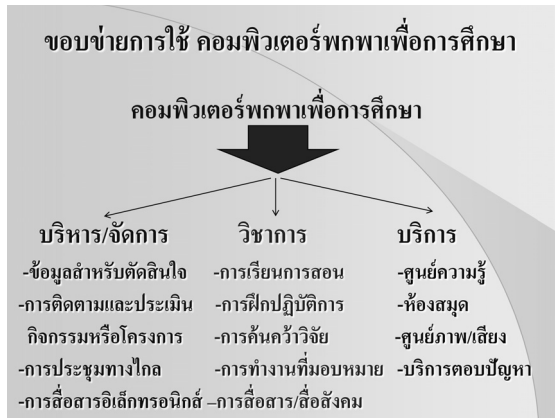 ขอบข่ายการใช้ คอมพิวเตอร์พกพาเพื่อการศึกษา
คอมพิวเตอร์พกพาเพื่อการศึกษา
บริหาร/จัดการ
-ข้อมูลสำหรับตัดสินใจ
-การติดตามและประเมิน
กิจกรรมหรือโครงการ
-การประชุมทางไกล
-การสื่อสารอิเล็กทรอนิกส์
วิชาการ
-การเรียนการสอน
-การฝึกปฏิบัติการ
-การค้นคว้าวิจัย
-การทำงานที่มอบหมาย
–การสื่อสาร/สื่อสังคม
บริการ
-ศูนย์ความรู้
-ห้องสมุด
-ศูนย์ภาพ/เสียง
-บริการตอบปัญหา